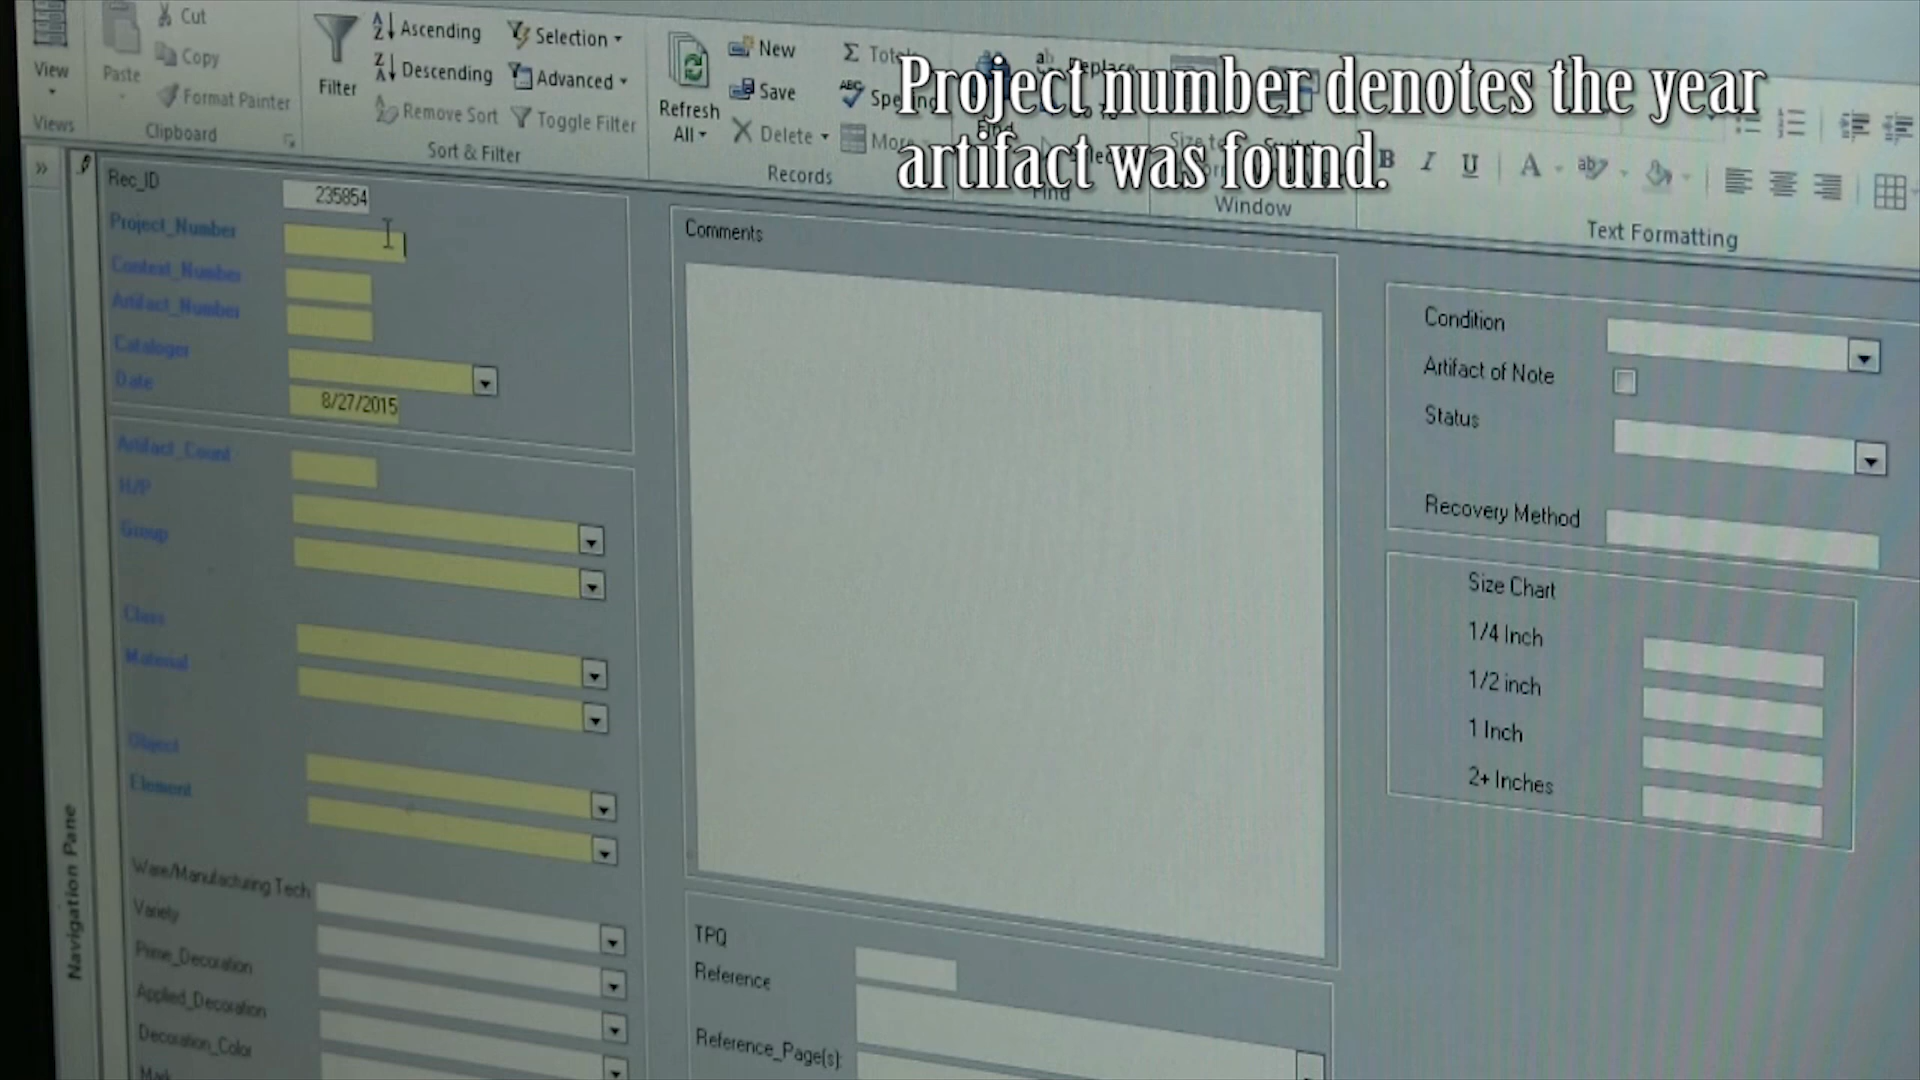 Project number denotes the year
artifact was found.
View
Views
Paste
Cut
Copy
Format Painter
Clipboard
Filter
Ascending
Descending
Remove Sort
Selection
Advanced
Toggle Filter
Sort & Filter
Refresh
All
New
Save
Delete
Records
Replace
Find
Window
B I U A
Text Formatting
Rec_ID 235854
Project_Number
Context_Number
Artifact_Number
Cataloger
Date 8/27/2015
Artifact_Count
H/P
Group
Class
Material
Object
Element
Ware/Manufacturing Tech
Variety
Prime_Decoration
Applied_Decoration
Decoration_Color
Mark
Navigation Pane
Comments
TPQ
Reference
Reference_Page(s):
Condition
Artifact of Note
Status
Recovery Method
Size Chart
1/4 Inch
1/2 inch
1 Inch
2+ Inches